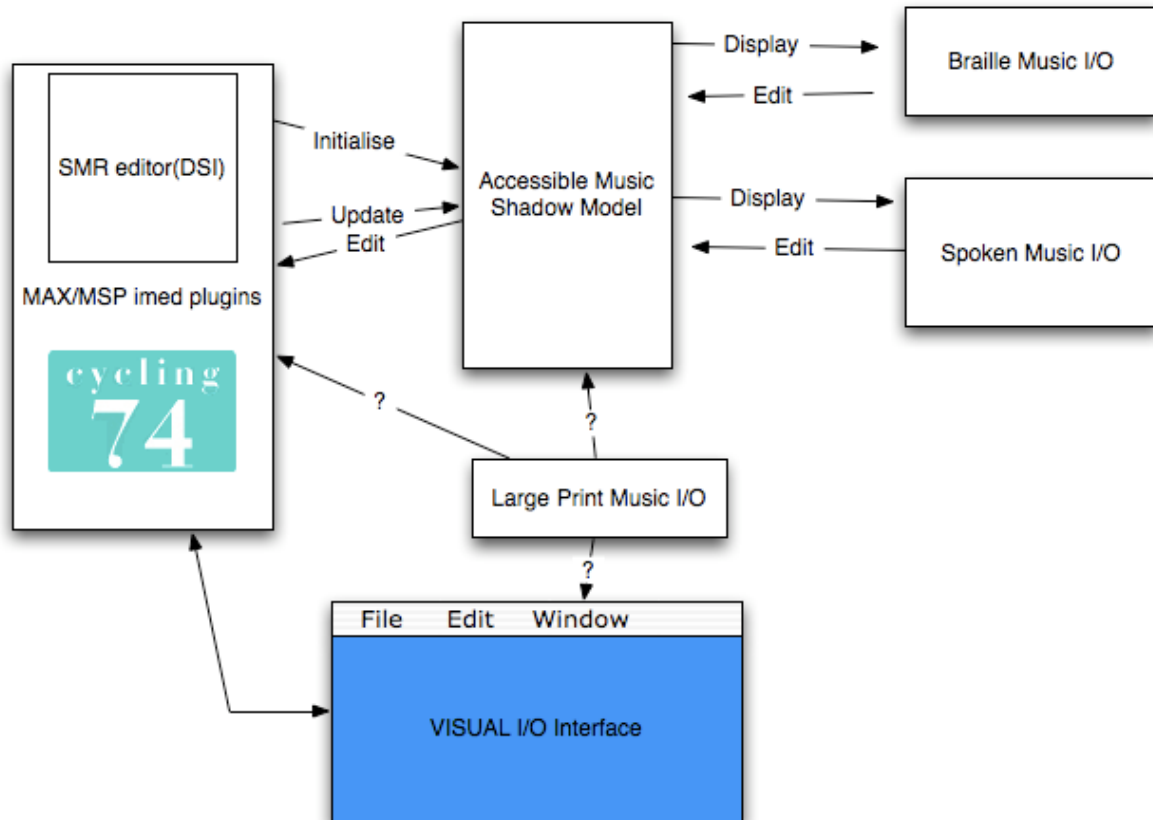 SMR editor(DSI)
MAX/MSP imed plugins
cycling
74
Initialise
Update
Edit
Accessible Music
Shadow Model
Display
Edit
Braille Music I/O
Display
Edit
Spoken Music I/O
?
?
Large Print Music I/O
?
File Edit Window
VISUAL I/O Interface